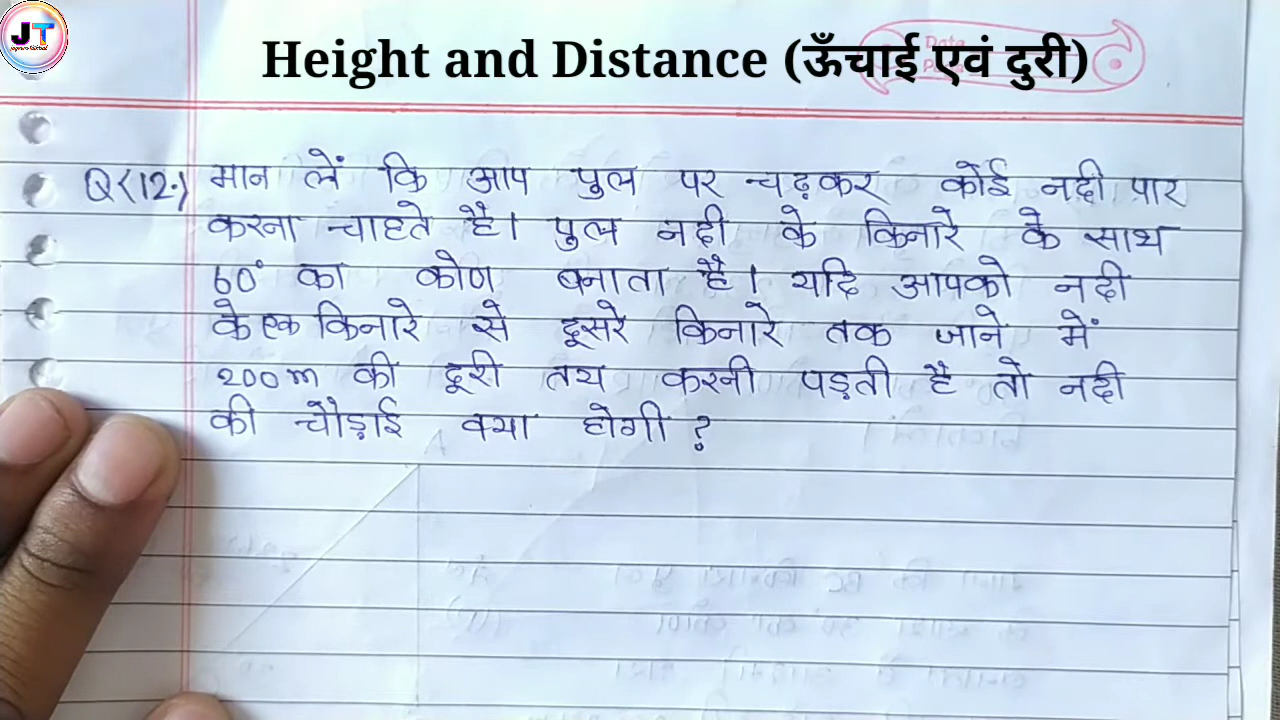 JT
Height and Distance (ऊँचाई एवं दुरी)
Q(12.) मान लें कि आप पुल पर चढ़कर कोई नदी पार
करना चाहते है। पुल नदी के किनारे के साथ
60° का कोण बनाता है। यदि आपको नदी
के एक किनारे से दूसरे किनारे तक जाने में
200m की दूरी तय करनी पड़ती है तो नदी
की चौड़ाई क्या होगी ?
A